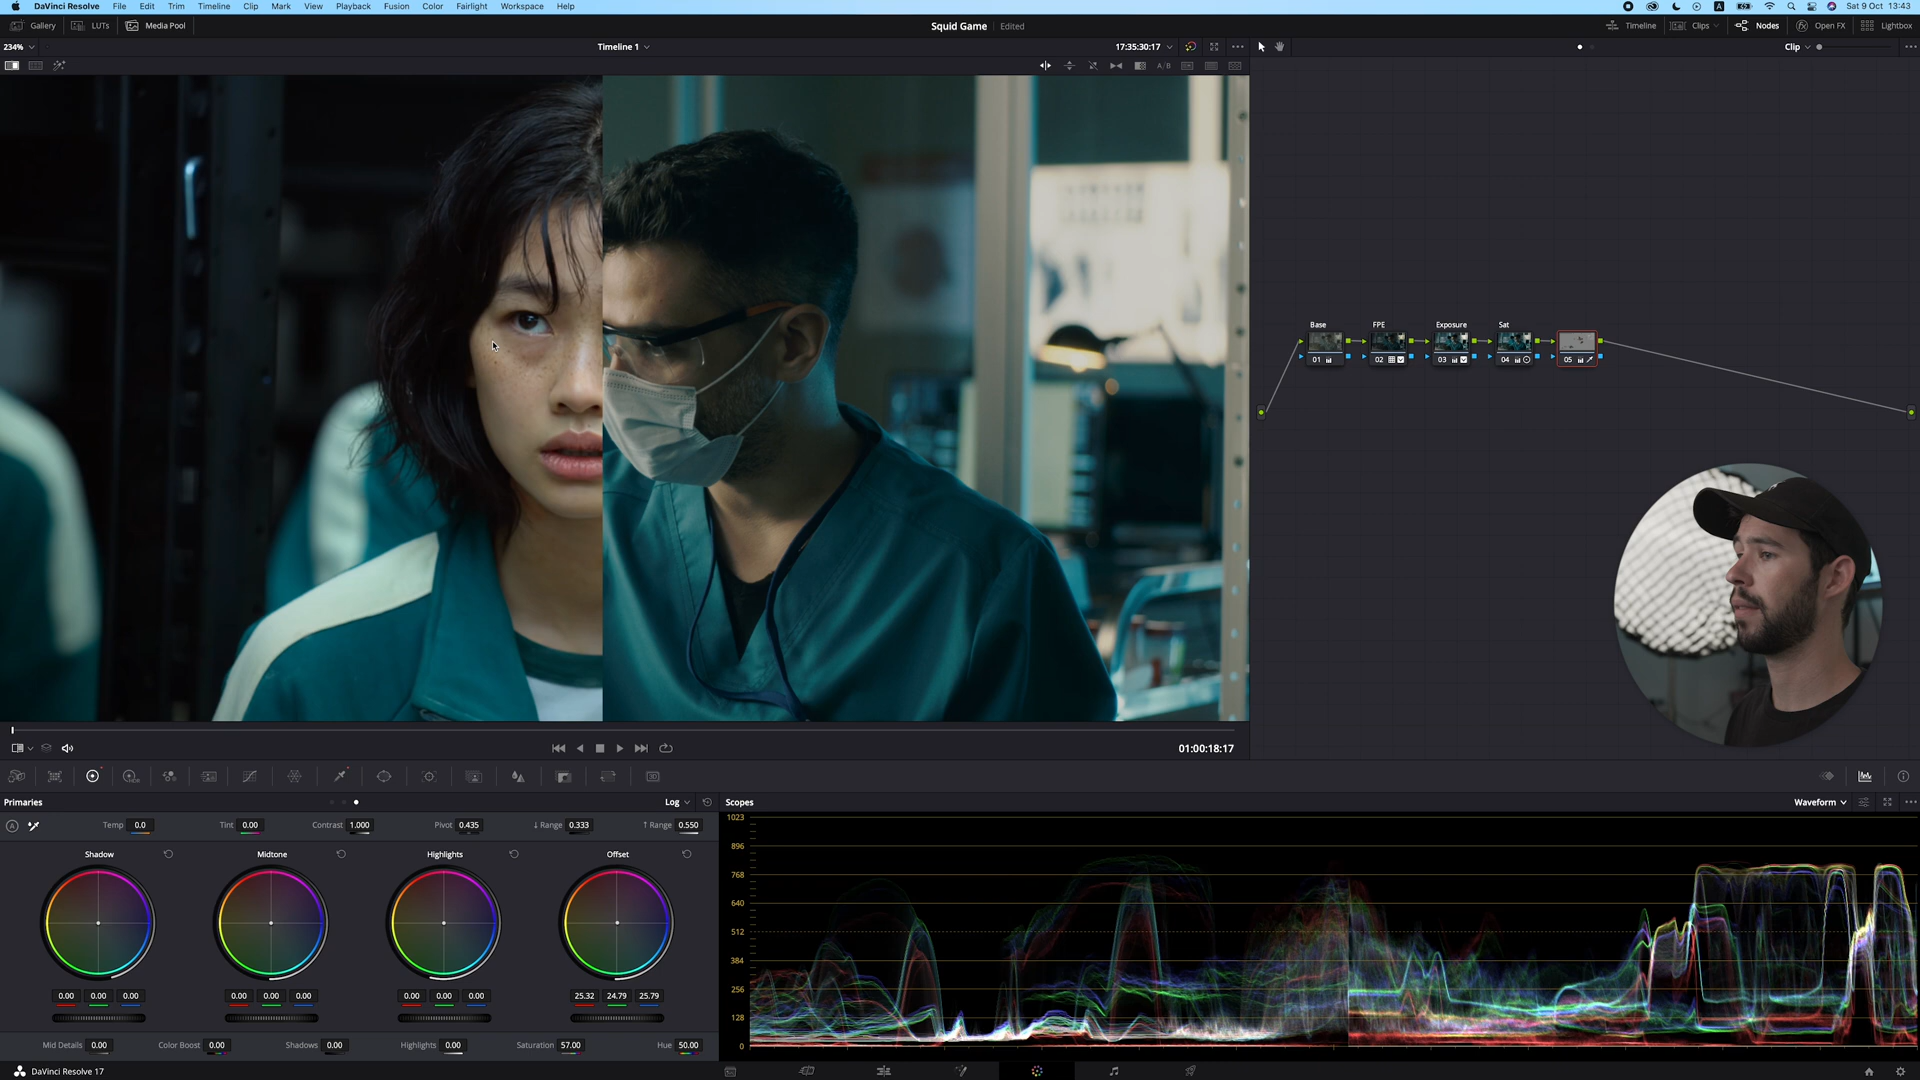 DaVinci Resolve File Edit Trim Timeline Clip Mark View Playback Fusion Color Fairlight Workspace Help
A
Sat 9 Oct 13:43
Gallery LUTs Media Pool
Squid Game Edited
Timeline Clips Nodes Open FX Lightbox
234%
Timeline 1
17:35:30:17
Clip
A/B
Base FPE Exposure Sat
01 02 03 04 05
01:00:18:17
Primaries
Log
Scopes
Waveform
A
Temp 0.0 Tint 0.00 Contrast 1.000 Pivot 0.435 ↓ Range 0.333 ↑ Range 0.550
Shadow Midtone Highlights Offset
0.00 0.00 0.00 0.00 0.00 0.00 0.00 0.00 0.00 25.32 24.79 25.79
Mid Details 0.00 Color Boost 0.00 Shadows 0.00 Highlights 0.00 Saturation 57.00 Hue 50.00
1023
896
768
640
512
384
256
128
0
DaVinci Resolve 17